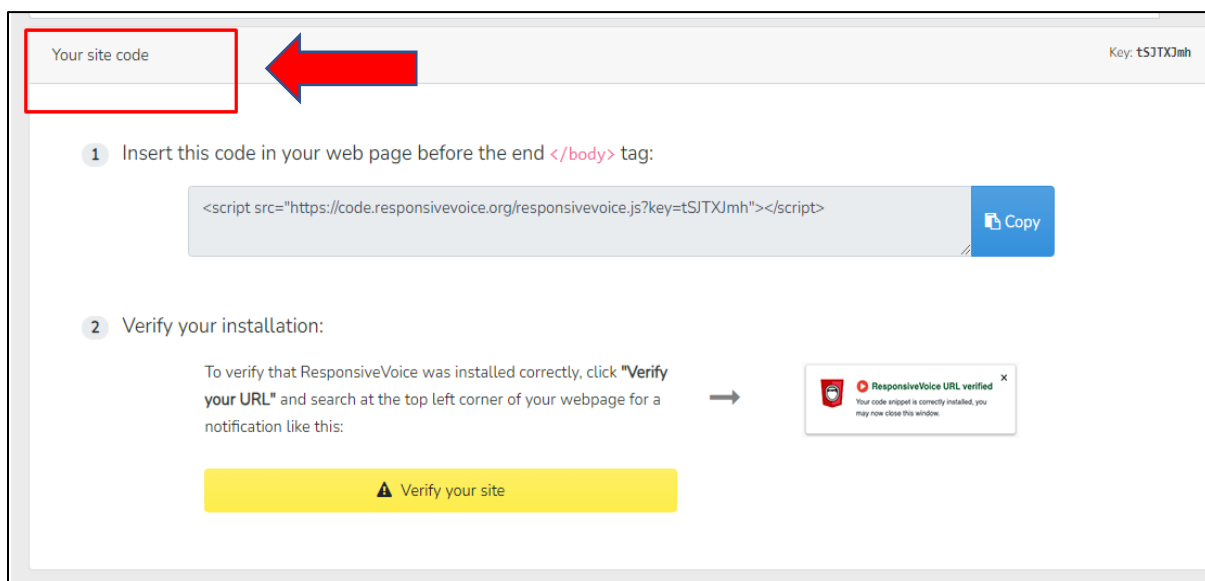 Your site code
Key: tSJTXJmh
1 Insert this code in your web page before the end </body> tag:
<script src="https://code.responsivevoice.org/responsivevoice.js?key=tSJTXJmh"></script>
Copy
2 Verify your installation:
To verify that ResponsiveVoice was installed correctly, click "Verify
your URL" and search at the top left corner of your webpage for a
notification like this:
ResponsiveVoice URL verified ×
Your code snippet is correctly installed, you
may now close this window.
Verify your site